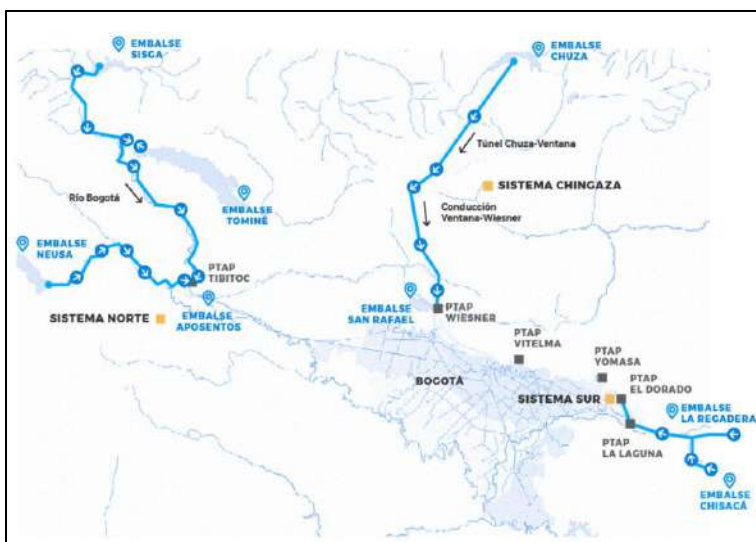 EMBALSE
SISGA
EMBALSE
CHUZA
Túnel Chuza-Ventana
SISTEMA CHINGAZA
Río Bogotá
EMBALSE
TOMINÉ
Conducción
Ventana-Wiesner
EMBALSE
NEUSA
PTAP
TIBITOC
SISTEMA NORTE
EMBALSE
APOSENTOS
EMBALSE
SAN RAFAEL
PTAP
WIESNER
PTAP
VITELMA
BOGOTÁ
PTAP
YOMASA
PTAP
EL DORADO
SISTEMA SUR
EMBALSE
LA REGADERA
PTAP
LA LAGUNA
EMBALSE
CHISACÁ